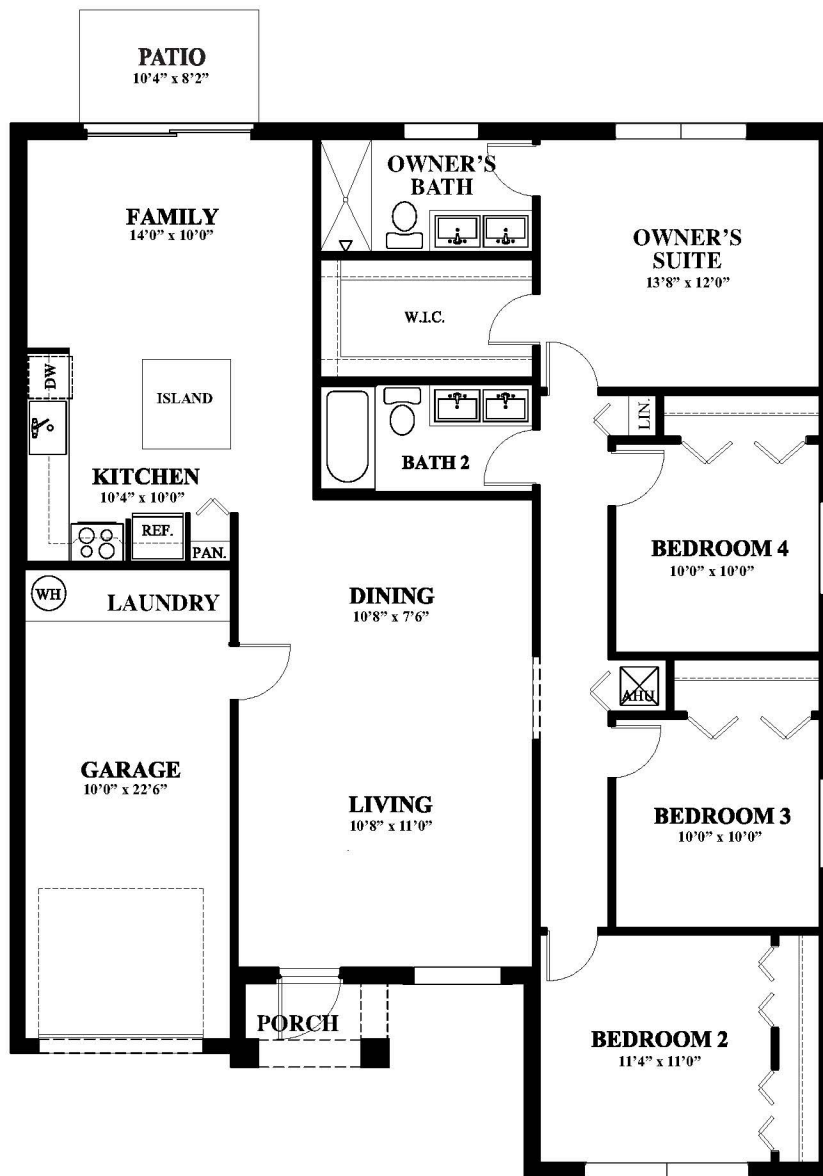 PATIO
10’4” x 8’2”
OWNER’S
BATH
FAMILY
14’0” x 10’0”
OWNER’S
SUITE
13’8” x 12’0”
W.I.C.
DW
ISLAND
LIN.
BATH 2
KITCHEN
10’4” x 10’0”
REF.
PAN.
BEDROOM 4
10’0” x 10’0”
WH
LAUNDRY
DINING
10’8” x 7’6”
AHU
GARAGE
10’0” x 22’6”
LIVING
10’8” x 11’0”
BEDROOM 3
10’0” x 10’0”
PORCH
BEDROOM 2
11’4” x 11’0”